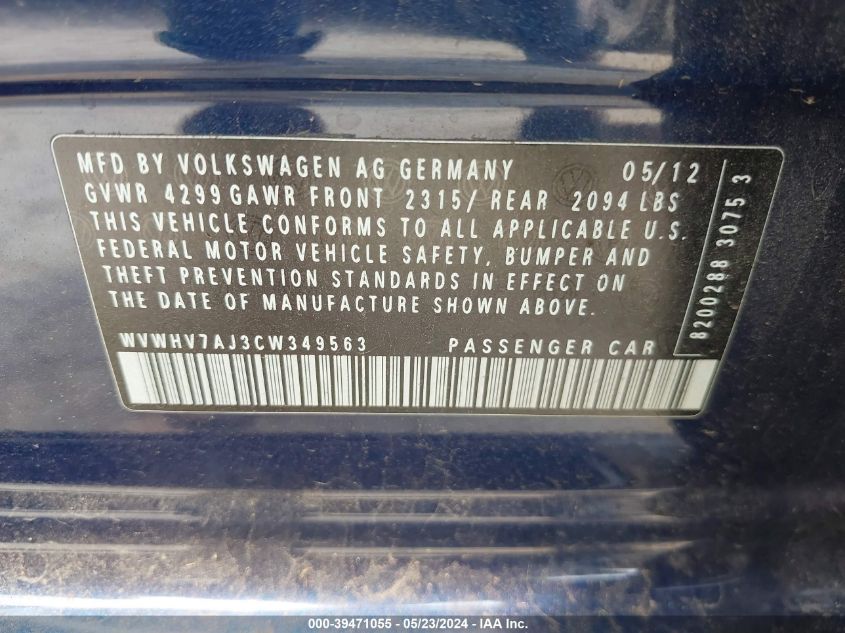 MFD BY VOLKSWAGEN AG GERMANY 05/12
GVWR 4299 GAWR FRONT 2315/ REAR 2094 LBS
THIS VEHICLE CONFORMS TO ALL APPLICABLE U.S.
FEDERAL MOTOR VEHICLE SAFETY, BUMPER AND
THEFT PREVENTION STANDARDS IN EFFECT ON
THE DATE OF MANUFACTURE SHOWN ABOVE.
WVWHV7AJ3CW349563 PASSENGER CAR
8200288 3075 3
000-39471055 - 05/23/2024 - IAA Inc.